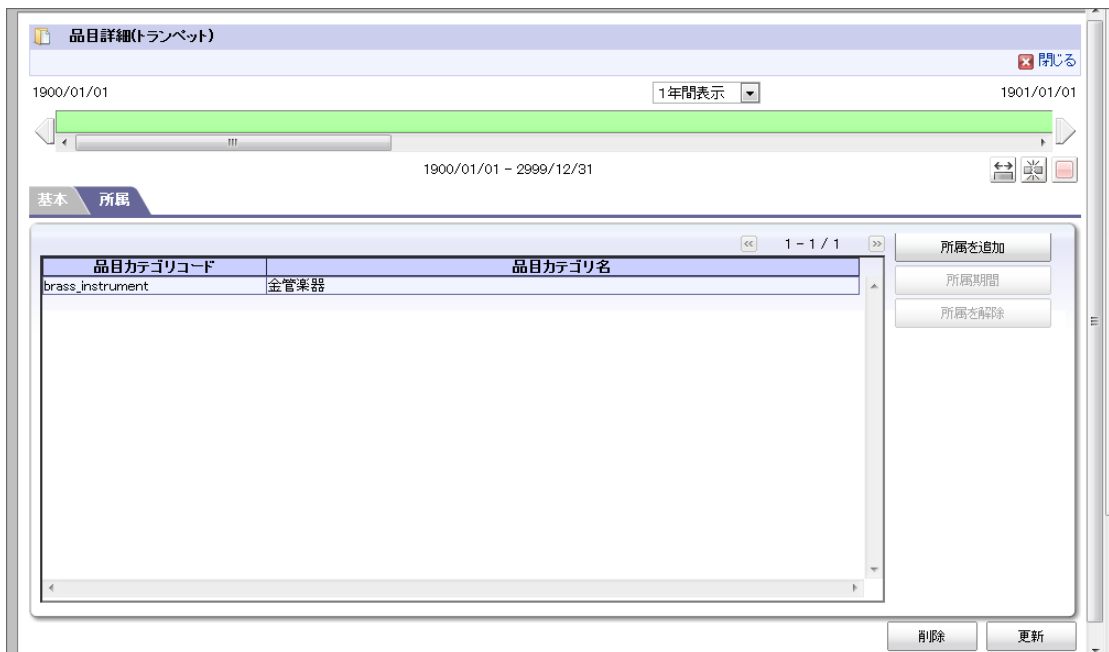 品目詳細(トランペット)
閉じる
1900/01/01 1年間表示 1901/01/01
1900/01/01 - 2999/12/31
基本 所属
1 - 1 / 1 所属を追加
品目カテゴリコード 品目カテゴリ名
brass_instrument 金管楽器
所属期間
所属を解除
削除 更新